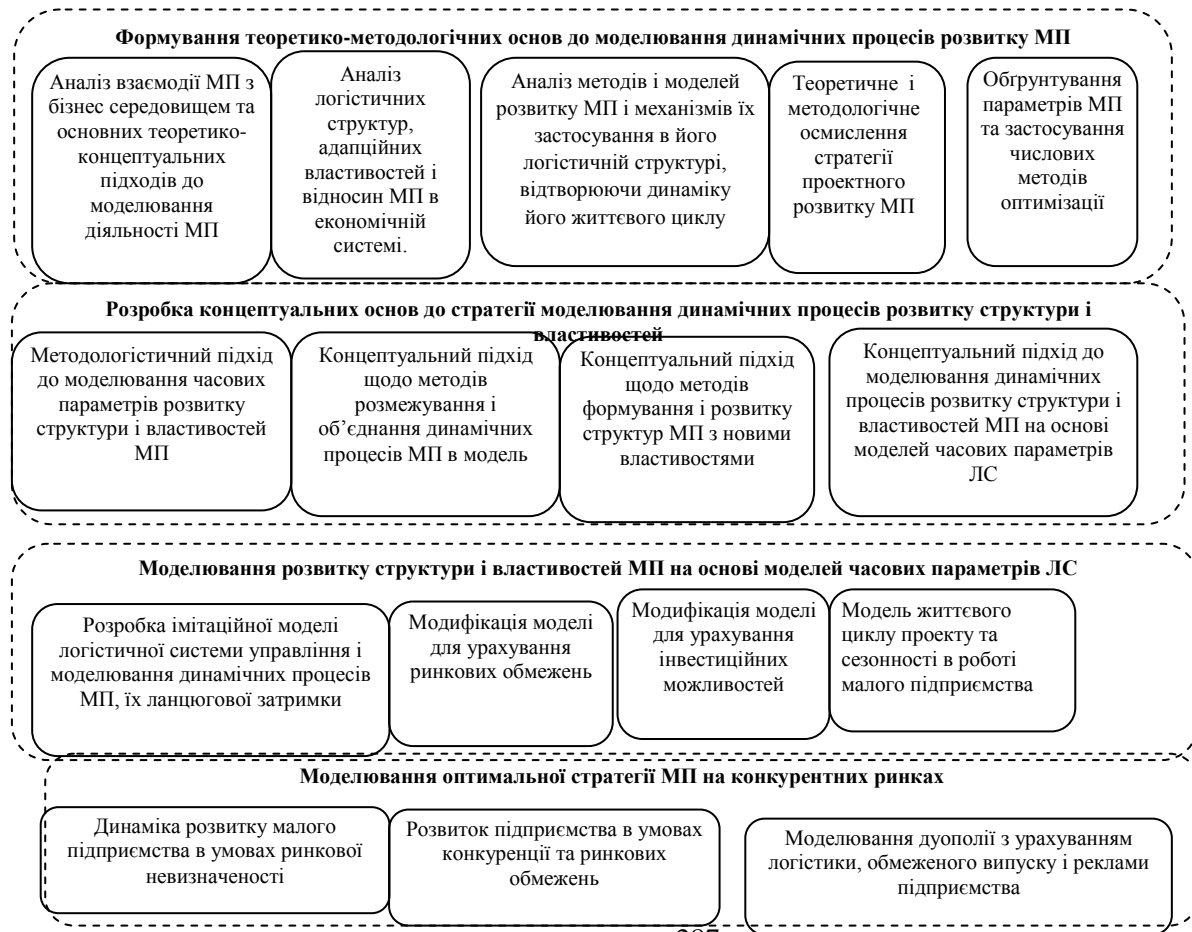 Формування теоретико-методологічних основ до моделювання динамічних процесів розвитку МП
Аналіз взаємодії МП з
бізнес середовищем та
основних теоретико-
концептуальних
підходів до
моделювання
діяльності МП
Аналіз
логістичних
структур,
адапційних
властивостей і
відносин МП в
економічній
системі.
Аналіз методів і моделей
розвитку МП і механізмів їх
застосування в його
логістичній структурі,
відтворюючи динаміку
його життєвого циклу
Теоретичне і
методологічне
осмислення
стратегії
проектного
розвитку МП
Обґрунтування
параметрів МП
та застосування
числових
методів
оптимізації
Розробка концептуальних основ до стратегії моделювання динамічних процесів розвитку структури і
властивостей
Методологістичний підхід
до моделювання часових
параметрів розвитку
структури і властивостей
МП
Концептуальний підхід
щодо методів
розмежування і
об’єднання динамічних
процесів МП в модель
Концептуальний підхід
щодо методів
формування і розвитку
структур МП з новими
властивостями
Концептуальний підхід до
моделювання динамічних
процесів розвитку структури і
властивостей МП на основі
моделей часових параметрів
ЛС
Моделювання розвитку структури і властивостей МП на основі моделей часових параметрів ЛС
Розробка імітаційної моделі
логістичної системи управління і
моделювання динамічних процесів
МП, їх ланцюгової затримки
Модифікація моделі
для урахування
ринкових обмежень
Модифікація моделі
для урахування
інвестиційних
можливостей
Модель життєвого
циклу проекту та
сезонності в роботі
малого підприємства
Моделювання оптимальної стратегії МП на конкурентних ринках
Динаміка розвитку малого
підприємства в умовах ринкової
невизначеності
Розвиток підприємства в умовах
конкуренції та ринкових
обмежень
Моделювання дуополії з урахуванням
логістики, обмеженого випуску і реклами
підприємства